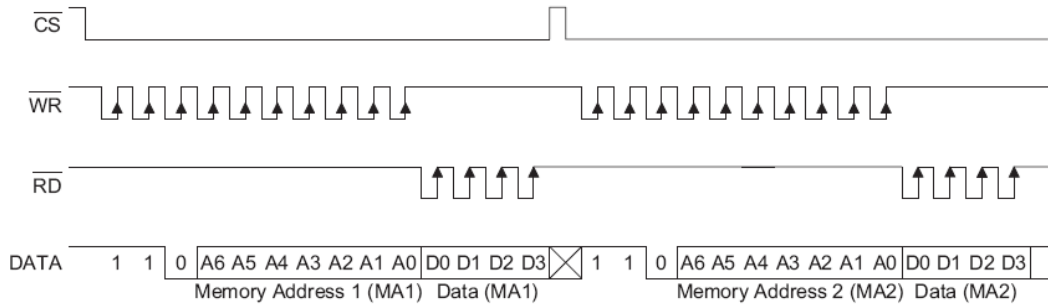 CS
WR
RD
DATA 1 1 0 A6 A5 A4 A3 A2 A1 A0 D0 D1 D2 D3 1 1 0 A6 A5 A4 A3 A2 A1 A0 D0 D1 D2 D3
Memory Address 1 (MA1) Data (MA1) Memory Address 2 (MA2) Data (MA2)